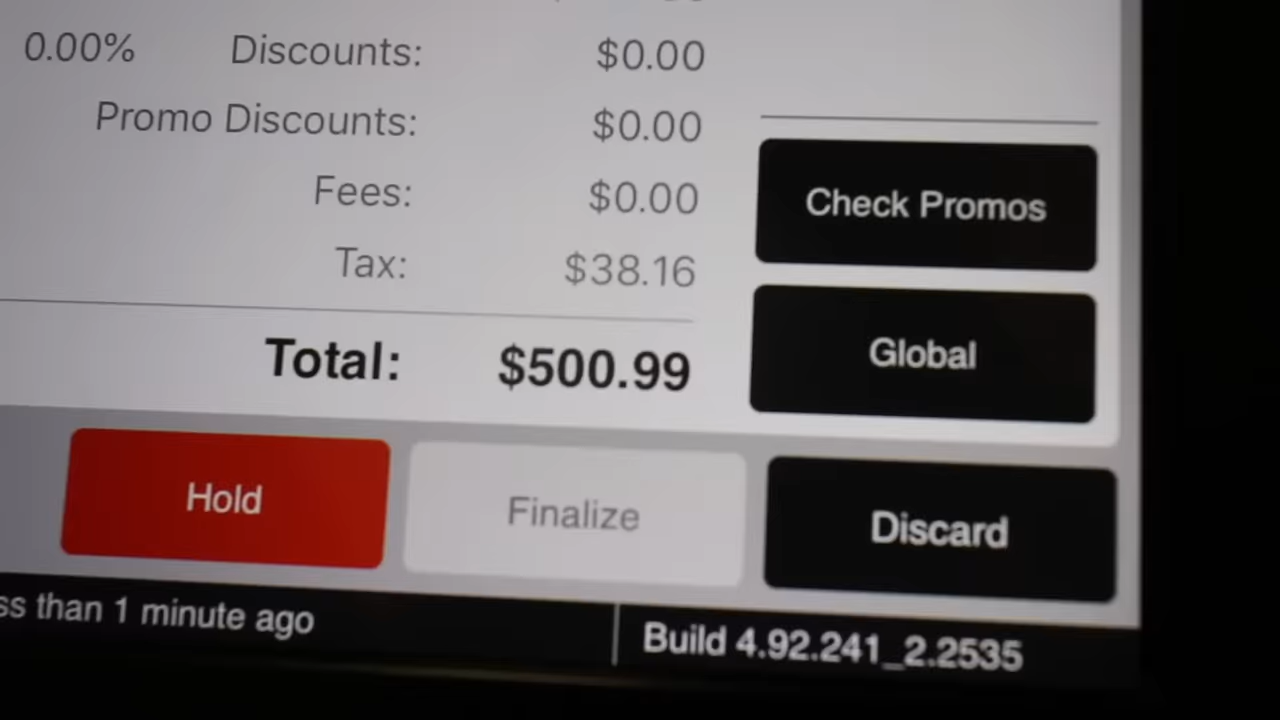 0.00% Discounts: $0.00
Promo Discounts: $0.00
Fees: $0.00
Tax: $38.16
Total: $500.99
Check Promos
Global
Hold Finalize Discard
than 1 minute ago Build 4.92.241_2.2535